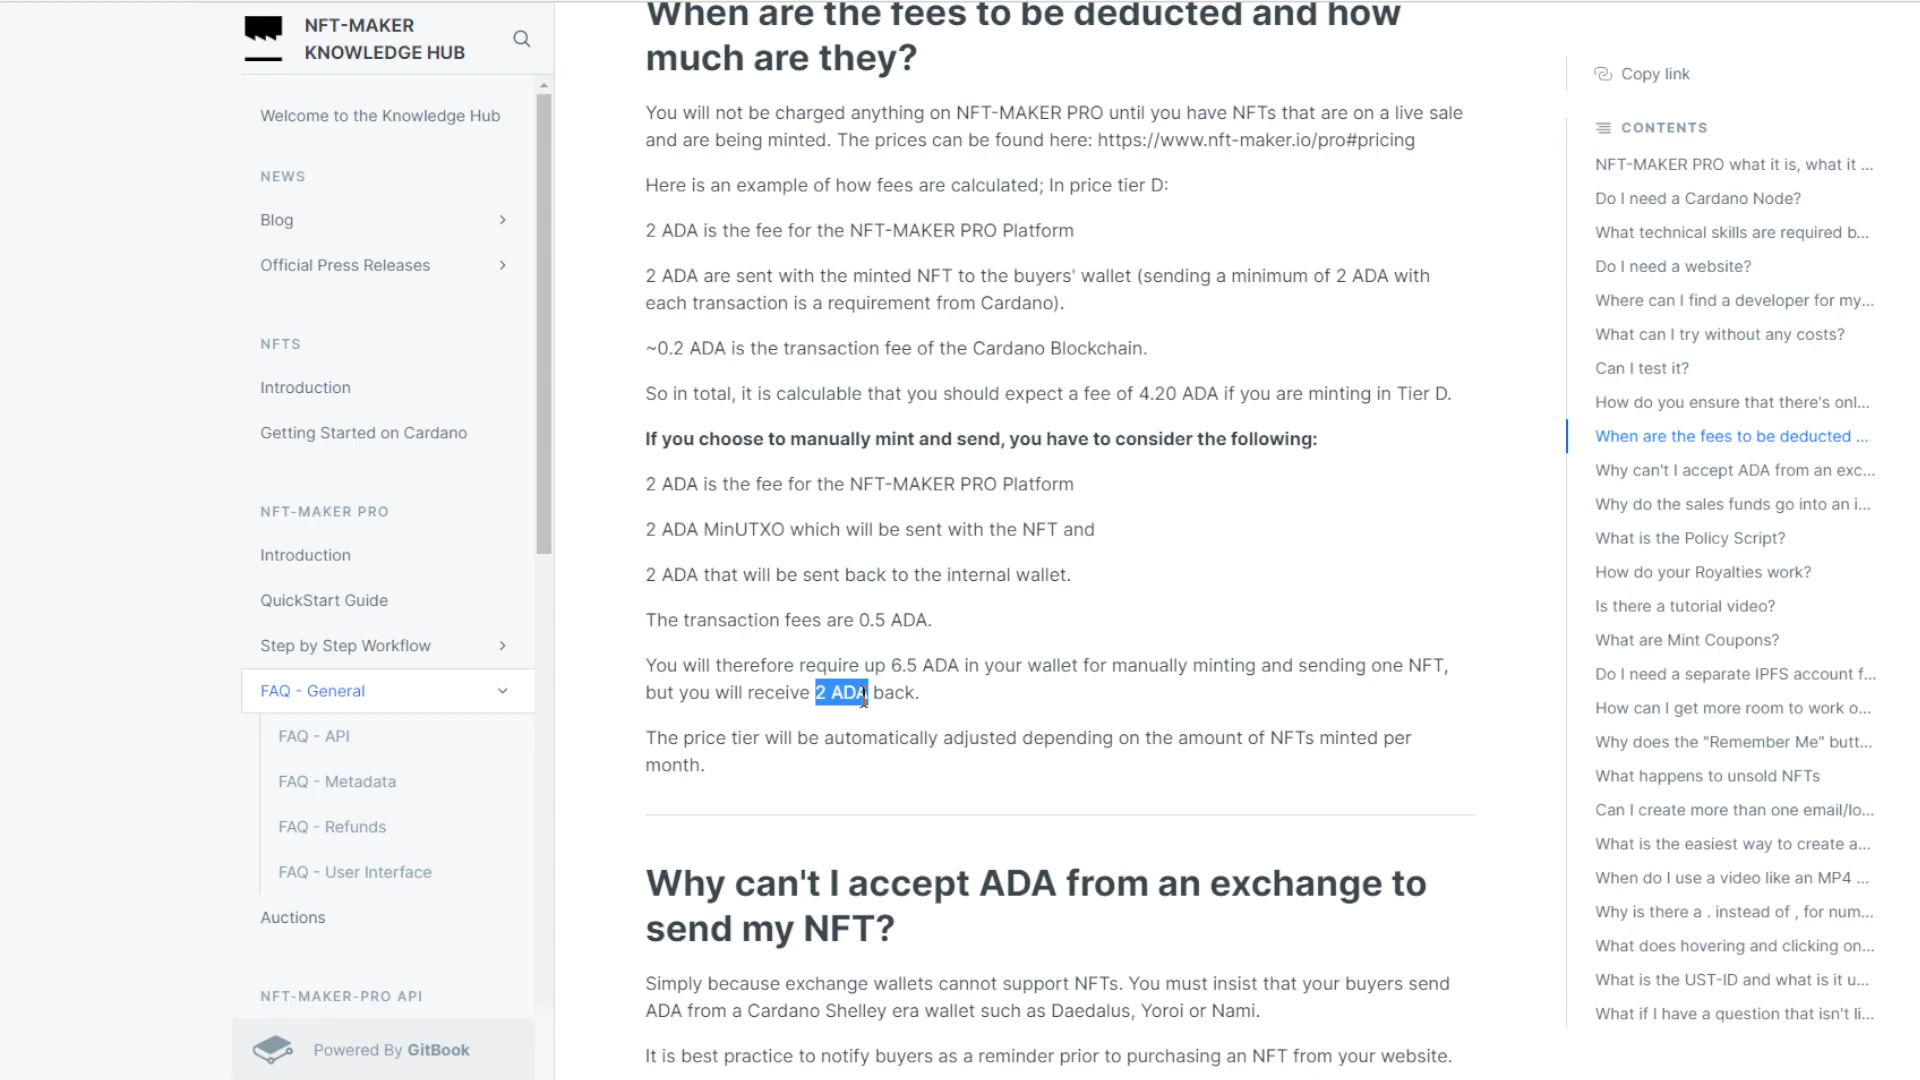 NFT-MAKER
KNOWLEDGE HUB
Welcome to the Knowledge Hub
NEWS
Blog
Official Press Releases
NFTS
Introduction
Getting Started on Cardano
NFT-MAKER PRO
Introduction
QuickStart Guide
Step by Step Workflow
FAQ - General
FAQ - API
FAQ - Metadata
FAQ - Refunds
FAQ - User Interface
Auctions
NFT-MAKER-PRO API
Powered By GitBook
When are the fees to be deducted and how
much are they?
You will not be charged anything on NFT-MAKER PRO until you have NFTs that are on a live sale
and are being minted. The prices can be found here: https://www.nft-maker.io/pro#pricing
Here is an example of how fees are calculated; In price tier D:
2 ADA is the fee for the NFT-MAKER PRO Platform
2 ADA are sent with the minted NFT to the buyers' wallet (sending a minimum of 2 ADA with
each transaction is a requirement from Cardano).
~0.2 ADA is the transaction fee of the Cardano Blockchain.
So in total, it is calculable that you should expect a fee of 4.20 ADA if you are minting in Tier D.
If you choose to manually mint and send, you have to consider the following:
2 ADA is the fee for the NFT-MAKER PRO Platform
2 ADA MinUTXO which will be sent with the NFT and
2 ADA that will be sent back to the internal wallet.
The transaction fees are 0.5 ADA.
You will therefore require up 6.5 ADA in your wallet for manually minting and sending one NFT,
but you will receive 2 ADA back.
The price tier will be automatically adjusted depending on the amount of NFTs minted per
month.
Why can't I accept ADA from an exchange to
send my NFT?
Simply because exchange wallets cannot support NFTs. You must insist that your buyers send
ADA from a Cardano Shelley era wallet such as Daedalus, Yoroi or Nami.
It is best practice to notify buyers as a reminder prior to purchasing an NFT from your website.
Copy link
CONTENTS
NFT-MAKER PRO what it is, what it ...
Do I need a Cardano Node?
What technical skills are required b...
Do I need a website?
Where can I find a developer for my...
What can I try without any costs?
Can I test it?
How do you ensure that there's onl...
When are the fees to be deducted ...
Why can't I accept ADA from an exc...
Why do the sales funds go into an i...
What is the Policy Script?
How do your Royalties work?
Is there a tutorial video?
What are Mint Coupons?
Do I need a separate IPFS account f...
How can I get more room to work o...
Why does the "Remember Me" butt...
What happens to unsold NFTs
Can I create more than one email/lo...
What is the easiest way to create a...
When do I use a video like an MP4 ...
Why is there a . instead of , for num...
What does hovering and clicking on...
What is the UST-ID and what is it u...
What if I have a question that isn't li...